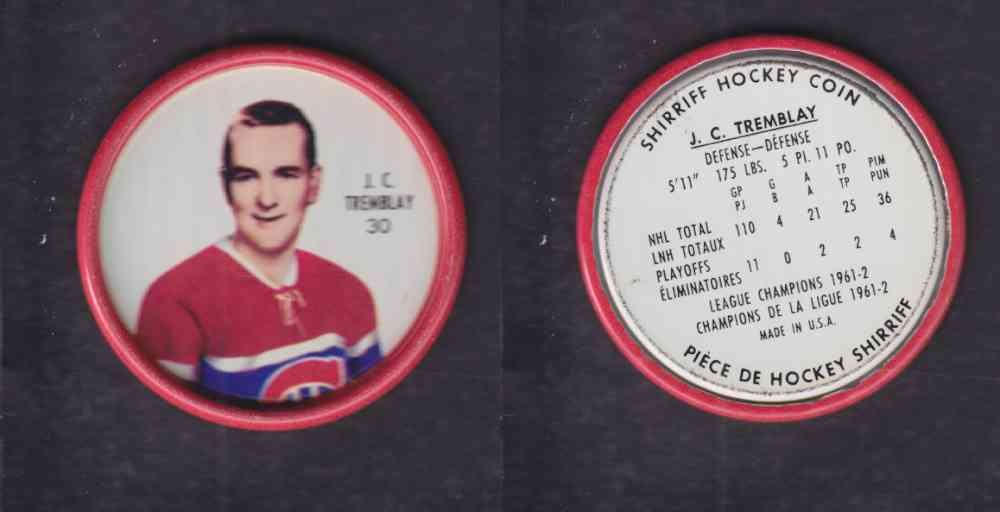 J. C.
TREMBLAY
30
SHIRRIFF HOCKEY COIN
J. C. TREMBLAY
DEFENSE—DÉFENSE
5'11" 175 LBS. 5 PI. 11 PO.
GP G A TP PIM
PJ B A TP PUN
NHL TOTAL
LNH TOTAUX 110 4 21 25 36
PLAYOFFS
ÉLIMINATOIRES 11 0 2 2 4
LEAGUE CHAMPIONS 1961-2
CHAMPIONS DE LA LIGUE 1961-2
MADE IN U.S.A.
PIÈCE DE HOCKEY SHIRRIFF